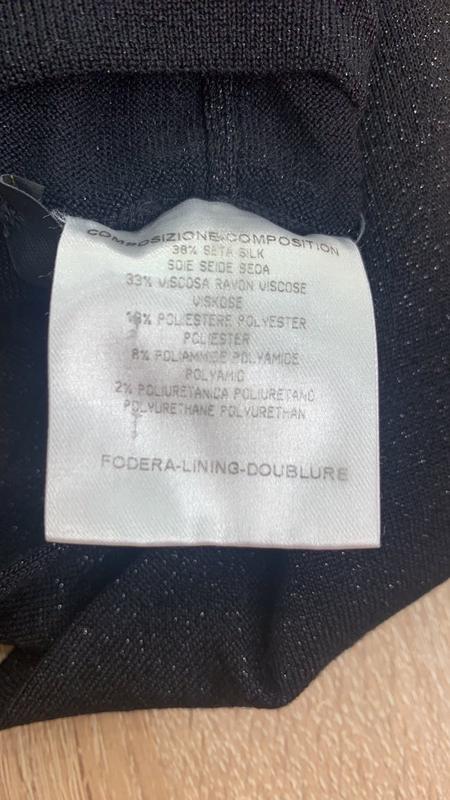 COMPOSIZIONE-COMPOSITION
38% SETA SILK
SOIE SEIDE SEDA
33% VISCOSA RAYON VISCOSE
VISKOSE
19% POLIESTERE POLYESTER
POLIESTER
8% POLIAMMIDE POLYAMIDE
POLYAMID
2% POLIURETANICA POLIURETANO
POLYURETHANE POLYURETHAN
FODERA-LINING-DOUBLURE